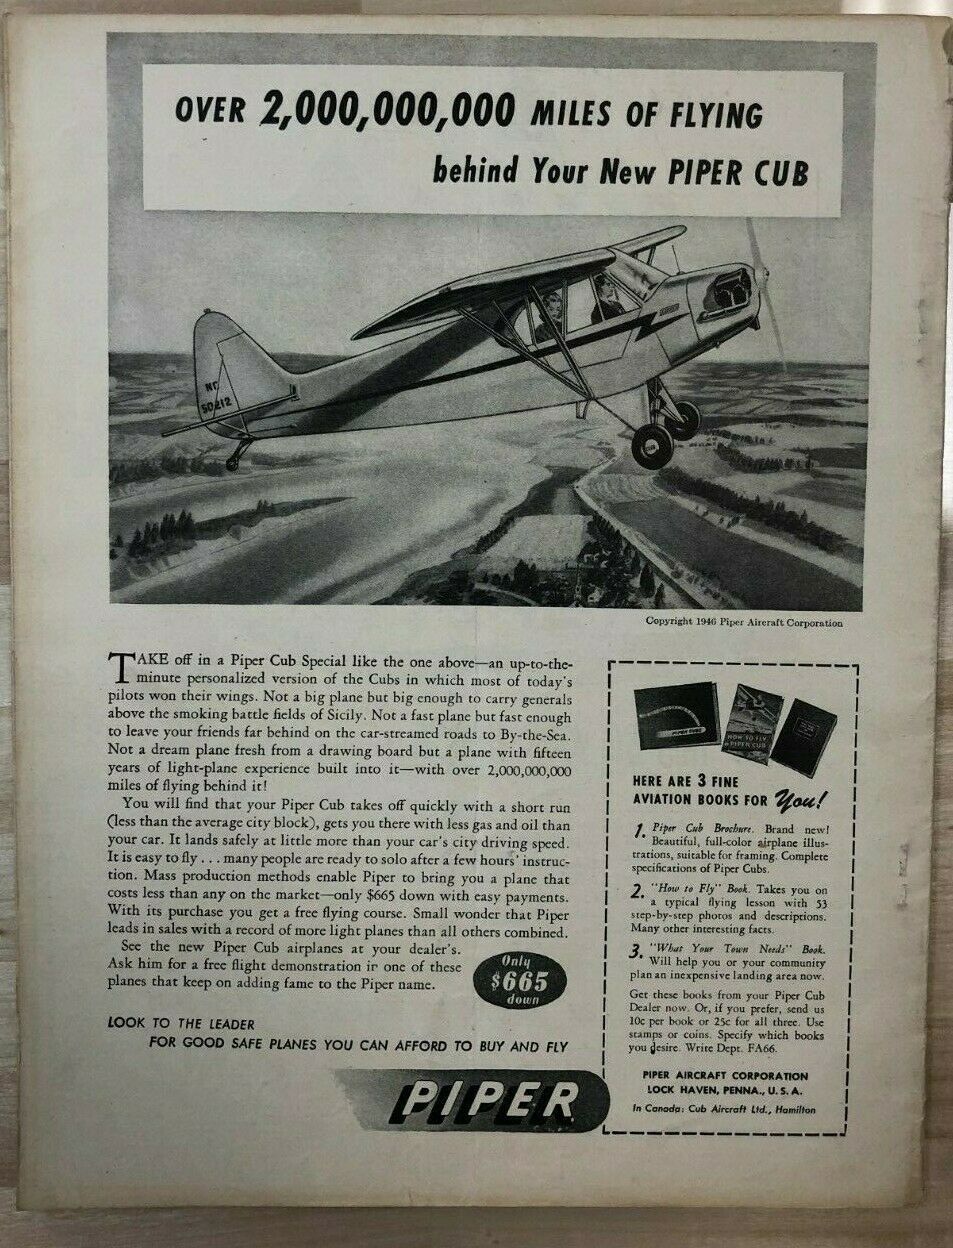 OVER 2,000,000,000 MILES OF FLYING
behind Your New PIPER CUB
NC
50212
Copyright 1946 Piper Aircraft Corporation
TAKE off in a Piper Cub Special like the one above—an up-to-the-
minute personalized version of the Cubs in which most of today's
pilots won their wings. Not a big plane but big enough to carry generals
above the smoking battle fields of Sicily. Not a fast plane but fast enough
to leave your friends far behind on the car-streamed roads to By-the-Sea.
Not a dream plane fresh from a drawing board but a plane with fifteen
years of light-plane experience built into it—with over 2,000,000,000
miles of flying behind it!
You will find that your Piper Cub takes off quickly with a short run
(less than the average city block), gets you there with less gas and oil than
your car. It lands safely at little more than your car's city driving speed.
It is easy to fly . . . many people are ready to solo after a few hours' instruc-
tion. Mass production methods enable Piper to bring you a plane that
costs less than any on the market—only $665 down with easy payments.
With its purchase you get a free flying course. Small wonder that Piper
leads in sales with a record of more light planes than all others combined.
See the new Piper Cub airplanes at your dealer's.
Ask him for a free flight demonstration in one of these
planes that keep on adding fame to the Piper name.
Only
$665
down
LOOK TO THE LEADER
FOR GOOD SAFE PLANES YOU CAN AFFORD TO BUY AND FLY
PIPER
PIPER CUB
HOW TO FLY
A PIPER CUB
HERE ARE 3 FINE
AVIATION BOOKS FOR You!
1. Piper Cub Brochure. Brand new!
Beautiful, full-color airplane illus-
trations, suitable for framing. Complete
specifications of Piper Cubs.
2. "How to Fly" Book. Takes you on
a typical flying lesson with 53
step-by-step photos and descriptions.
Many other interesting facts.
3. "What Your Town Needs" Book.
Will help you or your community
plan an inexpensive landing area now.
Get these books from your Piper Cub
Dealer now. Or, if you prefer, send us
10c per book or 25c for all three. Use
stamps or coins. Specify which books
you desire. Write Dept. FA66.
PIPER AIRCRAFT CORPORATION
LOCK HAVEN, PENNA., U. S. A.
In Canada: Cub Aircraft Ltd., Hamilton